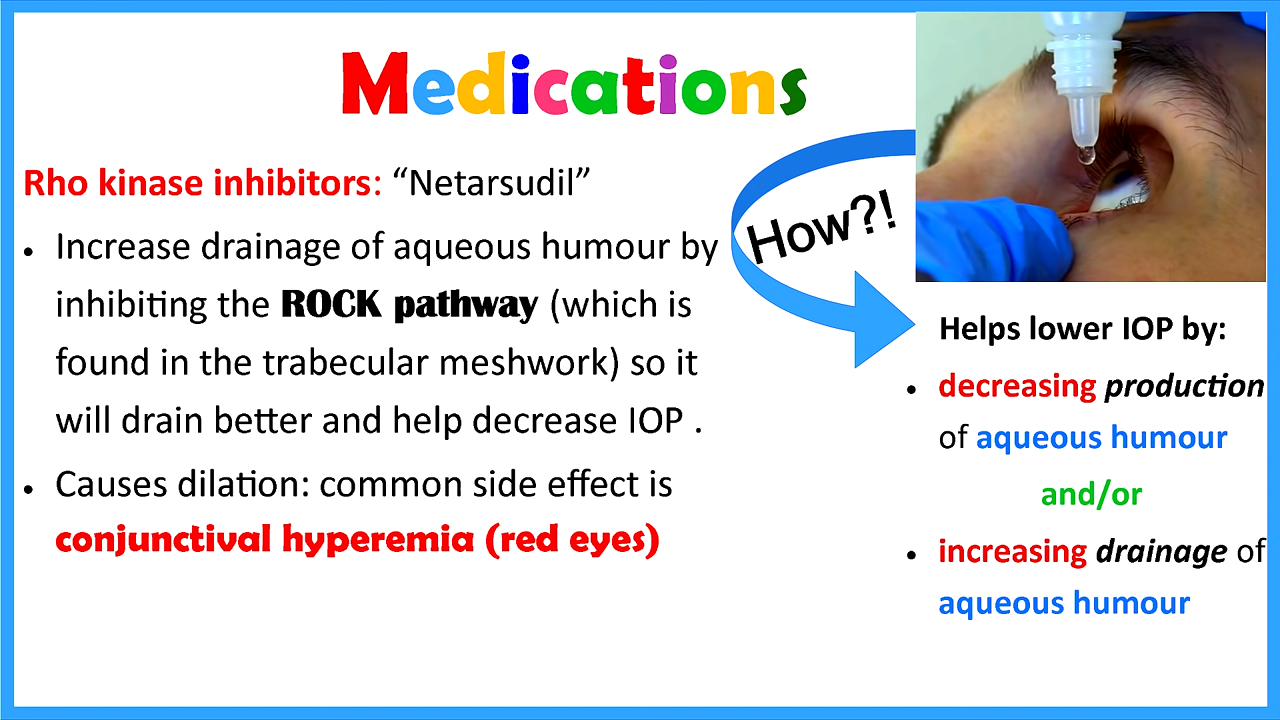 Medications
Rho kinase inhibitors: “Netarsudil”
• Increase drainage of aqueous humour by
inhibiting the ROCK pathway (which is
found in the trabecular meshwork) so it
will drain better and help decrease IOP .
• Causes dilation: common side effect is
conjunctival hyperemia (red eyes)
How?!
Helps lower IOP by:
• decreasing production
of aqueous humour
and/or
• increasing drainage of
aqueous humour